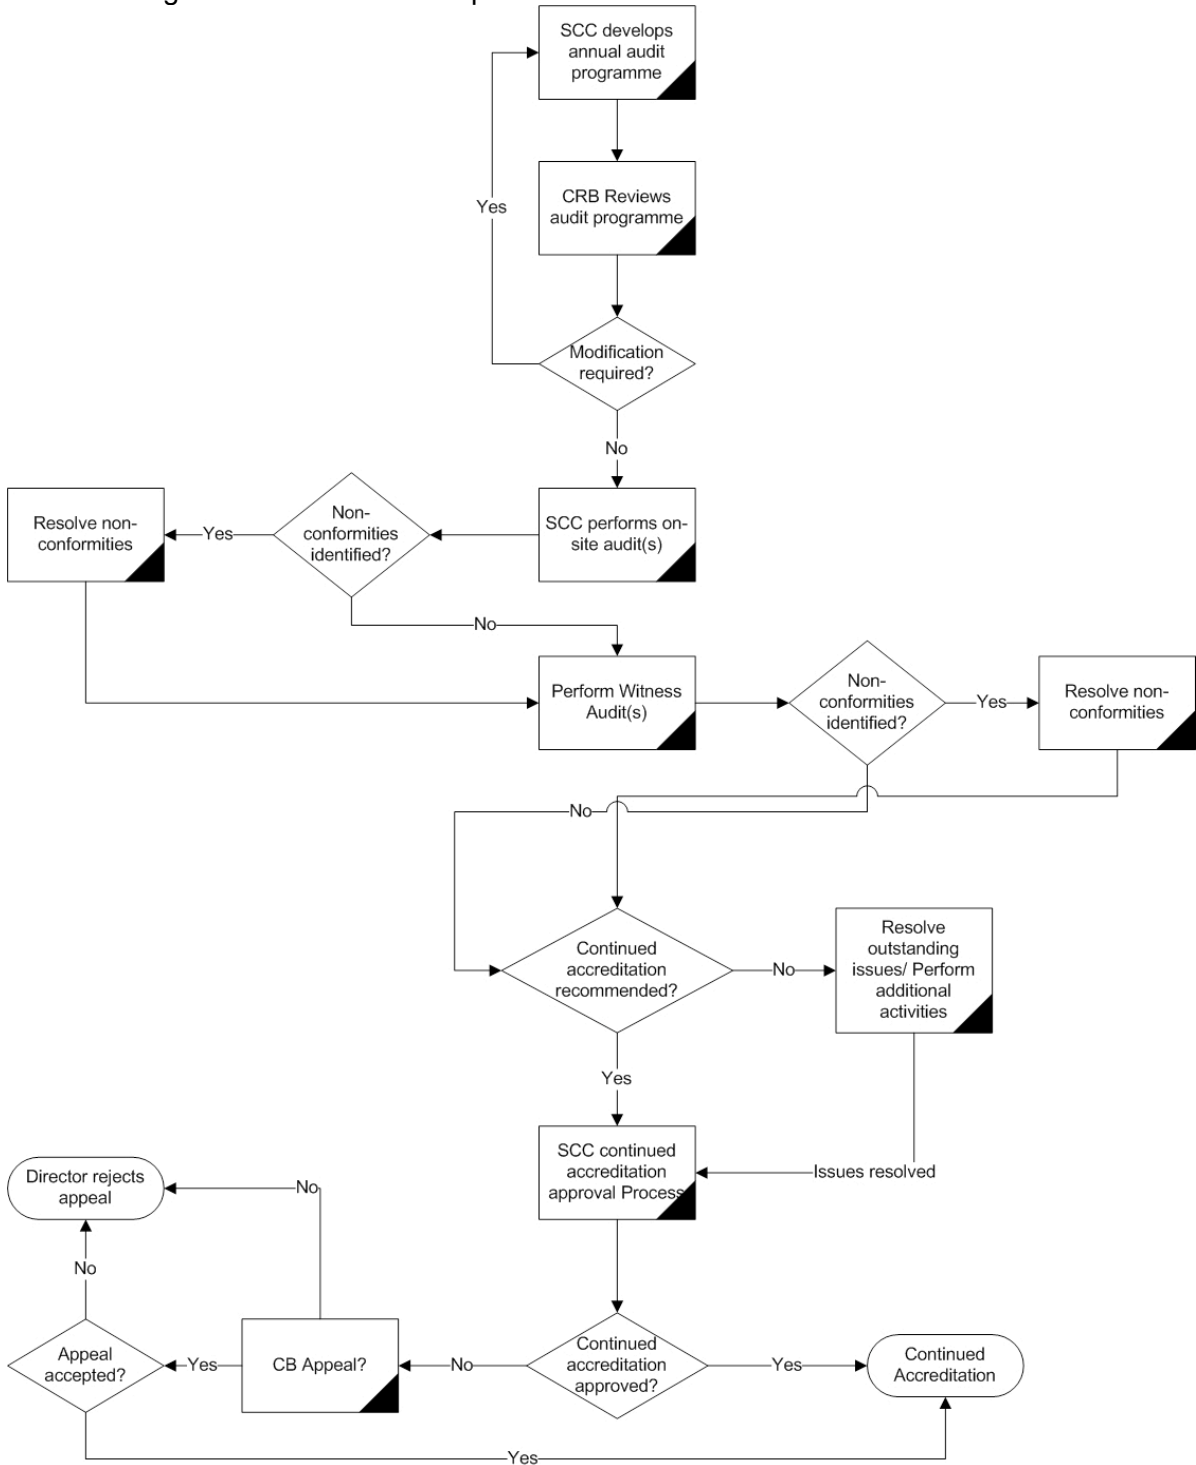 SCC develops
annual audit
programme
CRB Reviews
audit programme
Yes
Modification
required?
No
Resolve non-
conformities
Yes
Non-
conformities
identified?
SCC performs on-
site audit(s)
No
Perform Witness
Audit(s)
Non-
conformities
identified?
Yes
Resolve non-
conformities
No
Continued
accreditation
recommended?
No
Resolve
outstanding
issues/ Perform
additional
activities
Yes
SCC continued
accreditation
approval Process
Issues resolved
Director rejects
appeal
No
No
Appeal
accepted?
Yes
CB Appeal?
No
Continued
accreditation
approved?
Yes
Continued
Accreditation
Yes